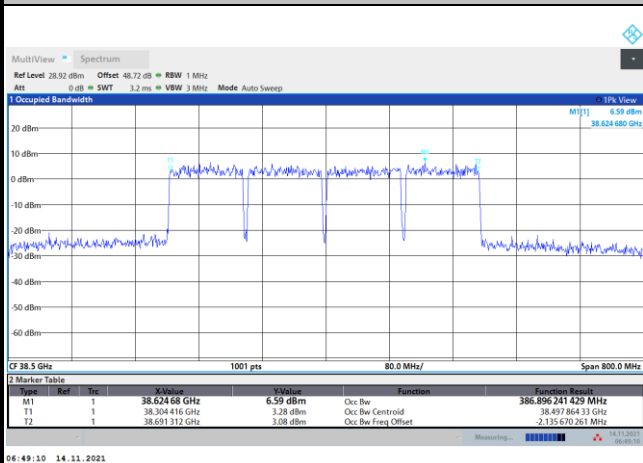 MultiView Spectrum
Ref Level 28.92 dBm Offset 48.72 dB RBW 1 MHz
Att 0 dB SWT 3.2 ms VBW 3 MHz Mode Auto Sweep
1 Occupied Bandwidth 1Pk View
M1[1] 6.59 dBm
38.624 680 GHz
20 dBm
10 dBm
T1 M1 T2
0 dBm
-10 dBm
-20 dBm
-30 dBm
-40 dBm
-50 dBm
-60 dBm
CF 38.5 GHz 1001 pts 80.0 MHz/ Span 800.0 MHz
2 Marker Table
Type Ref Trc X-Value Y-Value Function Function Result
M1 1 38.62468 GHz 6.59 dBm Occ Bw 386.896 241 429 MHz
T1 1 38.304 416 GHz 3.28 dBm Occ Bw Centroid 38.497 864 33 GHz
T2 1 38.691 312 GHz 3.08 dBm Occ Bw Freq Offset -2.135 670 261 MHz
Measuring... 14.11.2021
06:49:10
06:49:10 14.11.2021